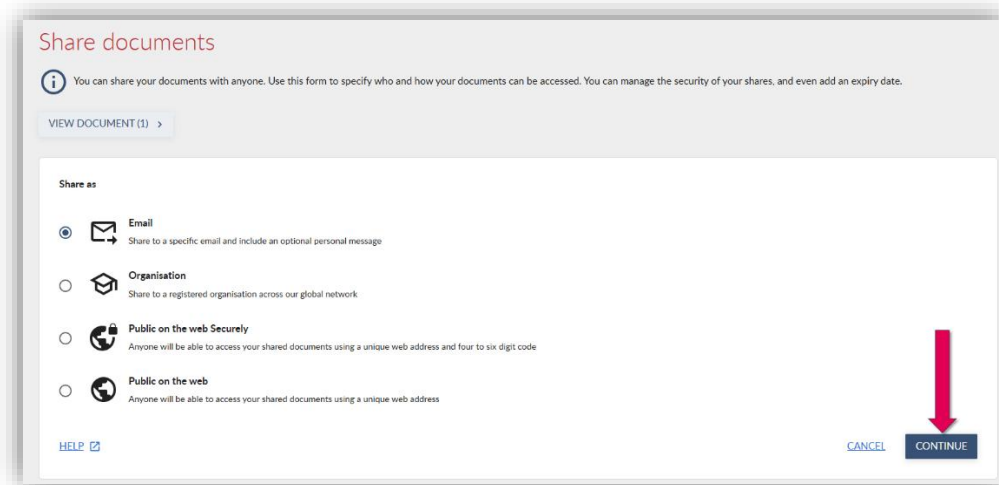 Share documents
You can share your documents with anyone. Use this form to specify who and how your documents can be accessed. You can manage the security of your shares, and even add an expiry date.
VIEW DOCUMENT (1) >
Share as
Email
Share to a specific email and include an optional personal message
Organisation
Share to a registered organisation across our global network
Public on the web Securely
Anyone will be able to access your shared documents using a unique web address and four to six digit code
Public on the web
Anyone will be able to access your shared documents using a unique web address
HELP CANCEL CONTINUE